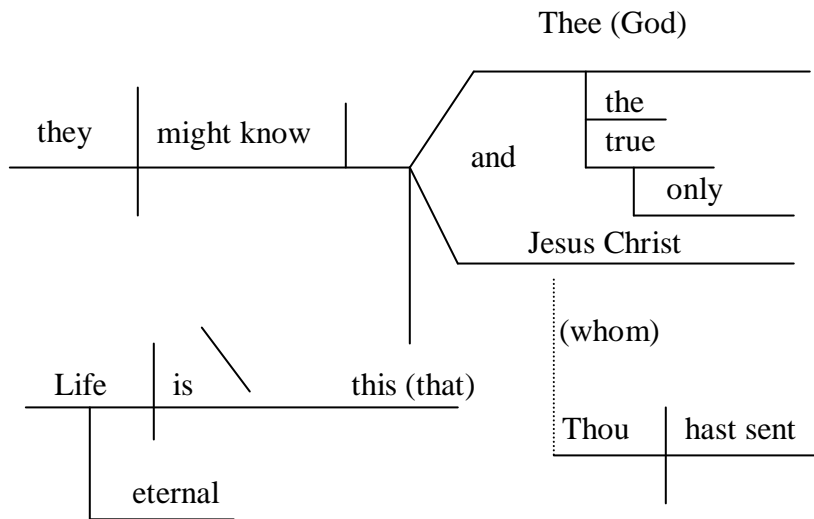 Thee (God)
the
they might know
true
and
only
Jesus Christ
(whom)
Life is this (that)
Thou hast sent
eternal